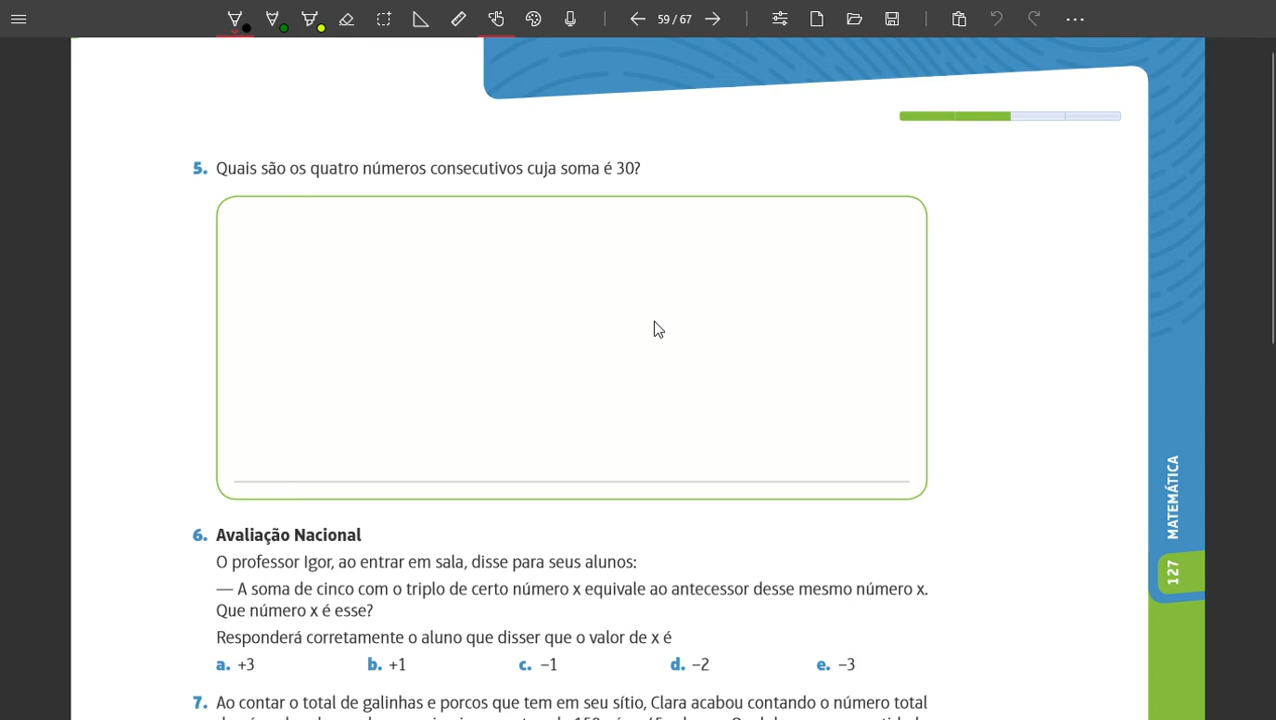 59 / 67
5. Quais são os quatro números consecutivos cuja soma é 30?
6. Avaliação Nacional
O professor Igor, ao entrar em sala, disse para seus alunos:
— A soma de cinco com o triplo de certo número x equivale ao antecessor desse mesmo número x.
Que número x é esse?
Responderá corretamente o aluno que disser que o valor de x é
a. +3 b. +1 c. −1 d. −2 e. −3
7. Ao contar o total de galinhas e porcos que tem em seu sítio, Clara acabou contando o número total
MATEMÁTICA
127